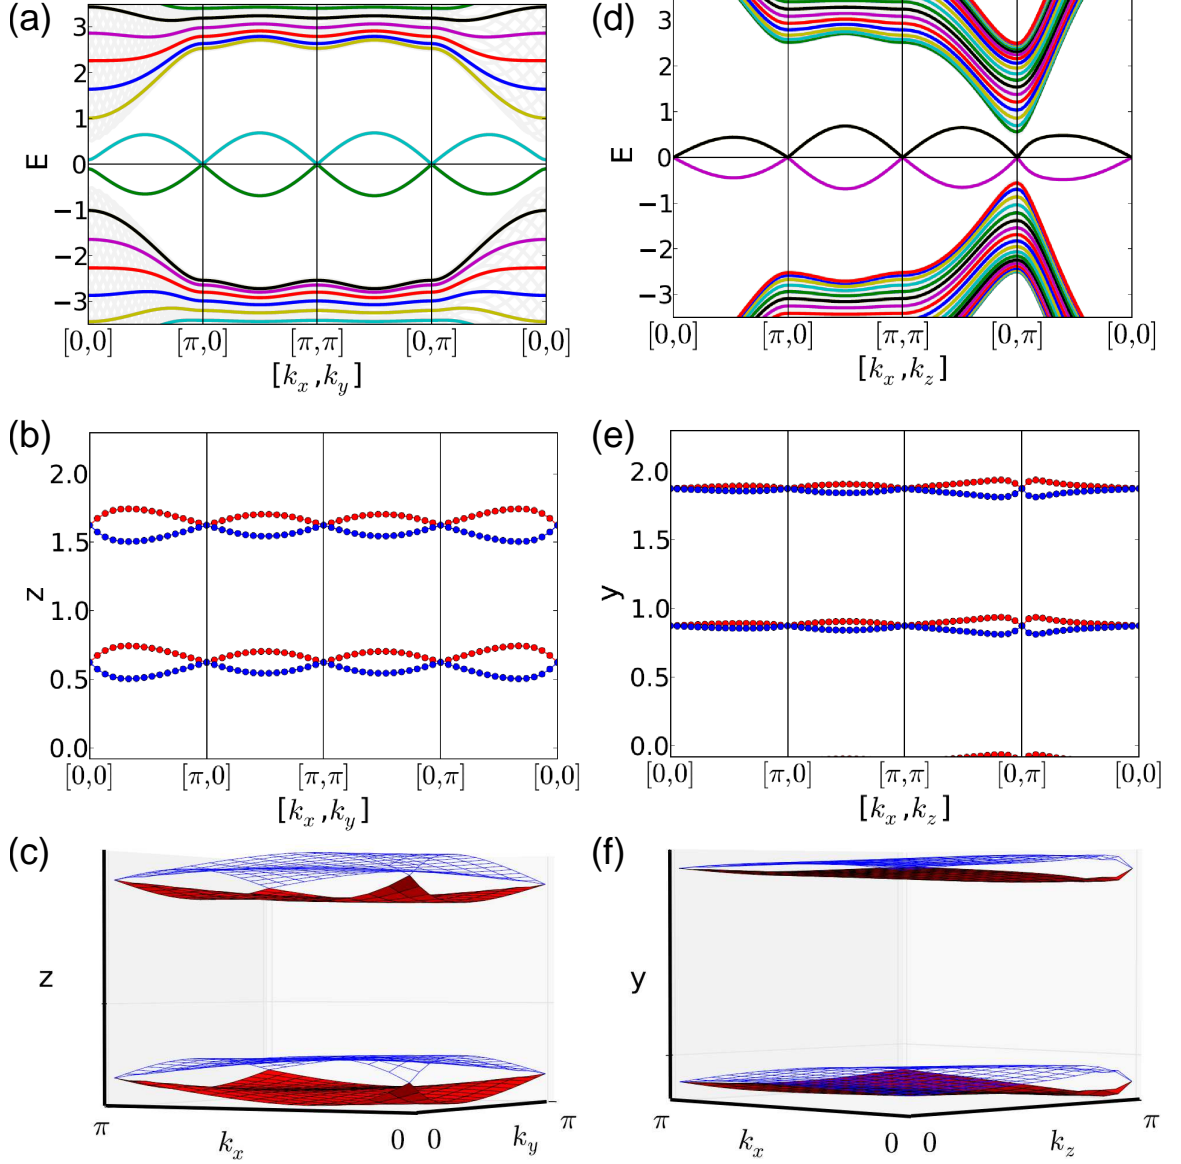 (a)
3
2
1
0
−1
−2
−3
E
[0,0] [π,0] [π,π] [0,π] [0,0]
[kx,ky]
(d)
3
2
1
0
−1
−2
−3
E
[0,0] [π,0] [π,π] [0,π] [0,0]
[kx,kz]
(b)
2.0
1.5
1.0
0.5
0.0
z
[0,0] [π,0] [π,π] [0,π] [0,0]
[kx,ky]
(e)
2.0
1.5
1.0
0.5
0.0
y
[0,0] [π,0] [π,π] [0,π] [0,0]
[kx,kz]
(c)
z
π kx 0 0 ky π
(f)
y
π kx 0 0 kz π